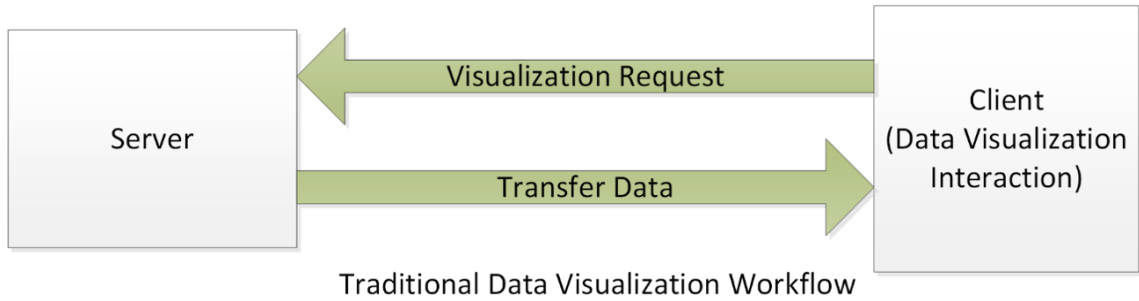 Server
Visualization Request
Transfer Data
Client
(Data Visualization
Interaction)
Traditional Data Visualization Workflow